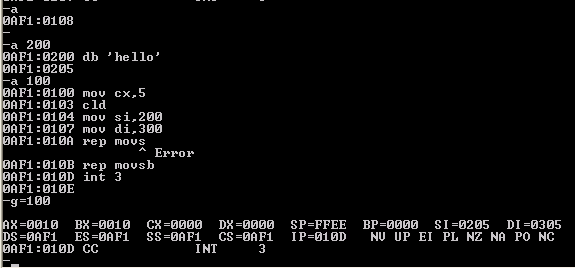 -a
0AF1:0108
-
-a 200
0AF1:0200 db 'hello'
0AF1:0205
-a 100
0AF1:0100 mov cx,5
0AF1:0103 cld
0AF1:0104 mov si,200
0AF1:0107 mov di,300
0AF1:010A rep movs
^ Error
0AF1:010B rep movsb
0AF1:010D int 3
0AF1:010E
-g=100
AX=0010 BX=0010 CX=0000 DX=0000 SP=FFEE BP=0000 SI=0205 DI=0305
DS=0AF1 ES=0AF1 SS=0AF1 CS=0AF1 IP=010D NV UP EI PL NZ NA PO NC
0AF1:010D CC INT 3
-